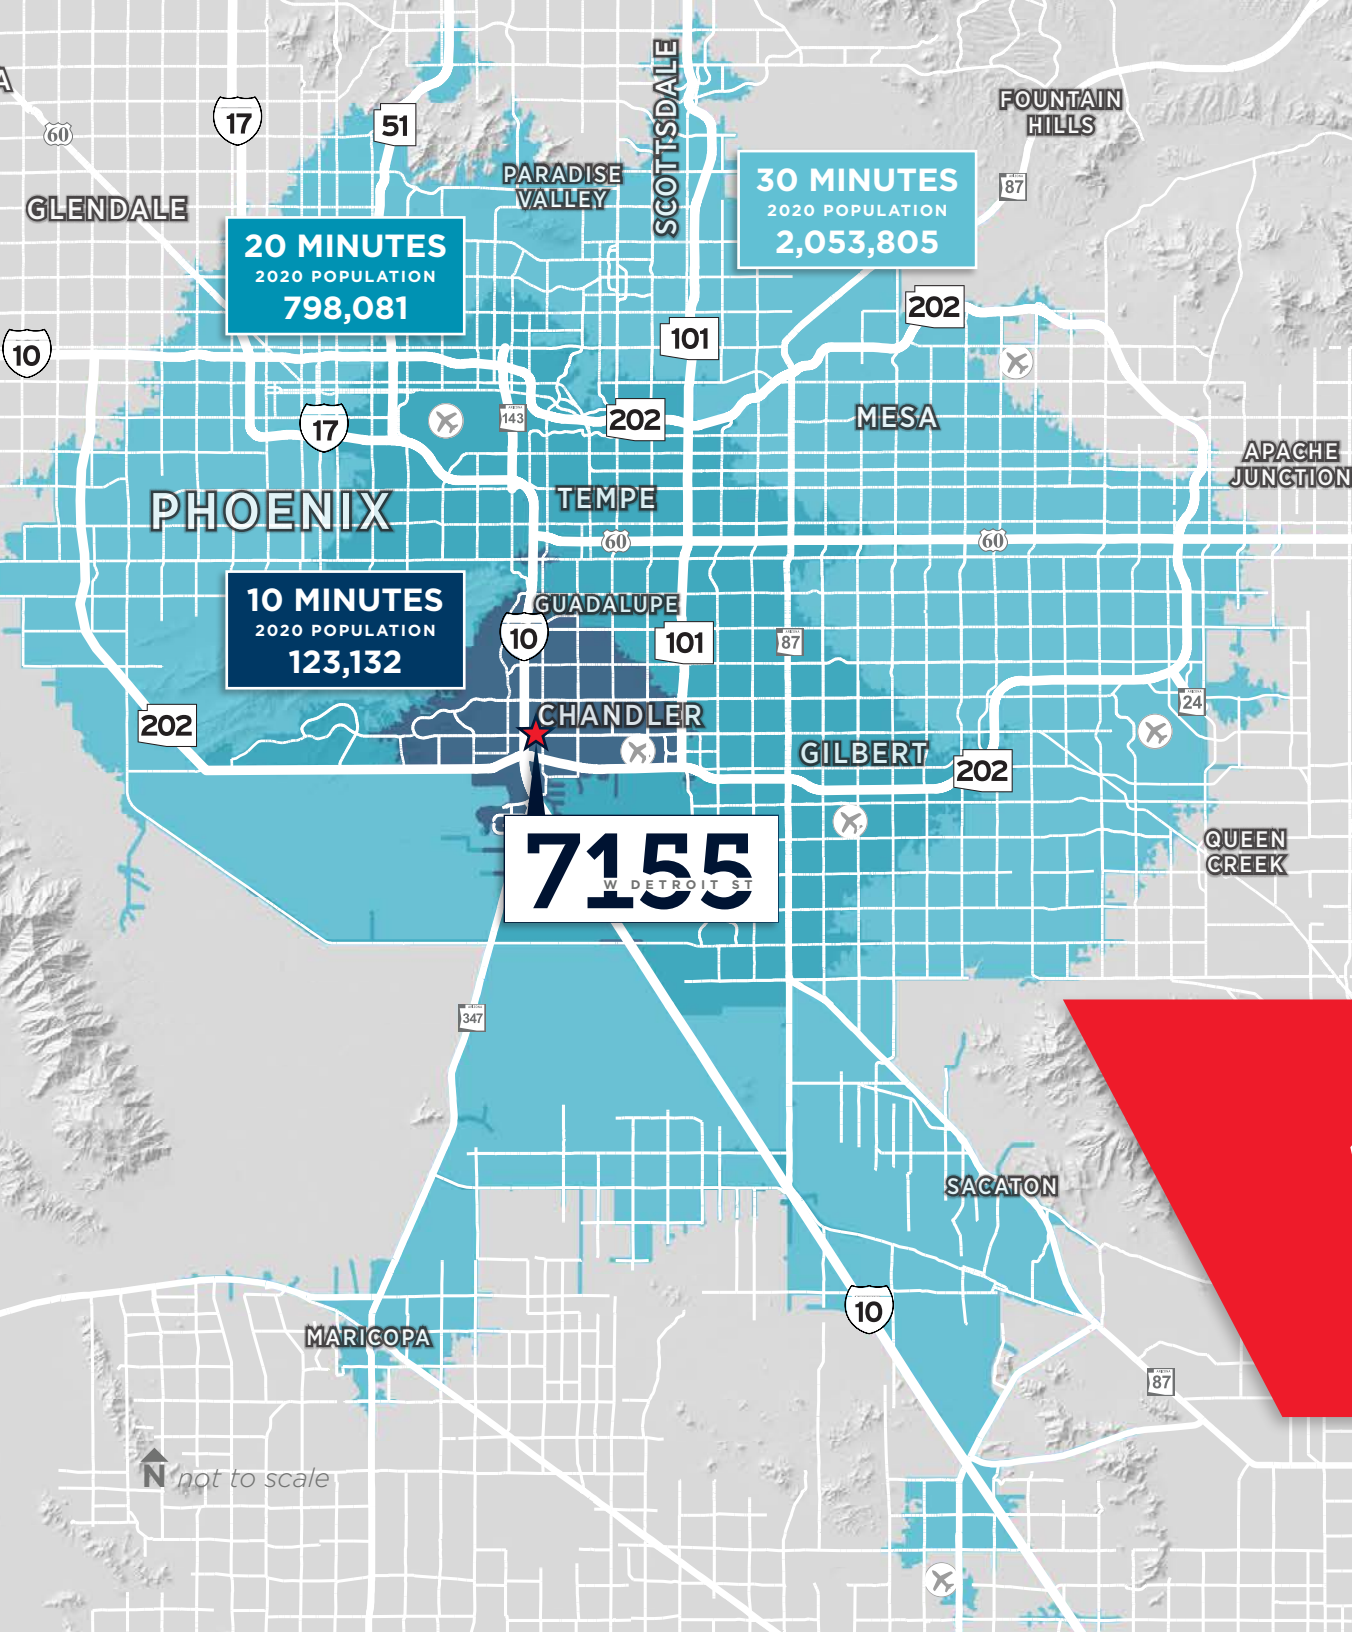 SCOTTSDALE
FOUNTAIN
HILLS
17
51
60
PARADISE
VALLEY
30 MINUTES
2020 POPULATION
2,053,805
87
GLENDALE
20 MINUTES
2020 POPULATION
798,081
202
101
10
17
143
202
MESA
APACHE
JUNCTION
PHOENIX
TEMPE
60
60
10 MINUTES
2020 POPULATION
123,132
GUADALUPE
10
101
87
24
CHANDLER
202
GILBERT
202
7155
W DETROIT ST
QUEEN
CREEK
347
SACATON
10
MARICOPA
87
N not to scale